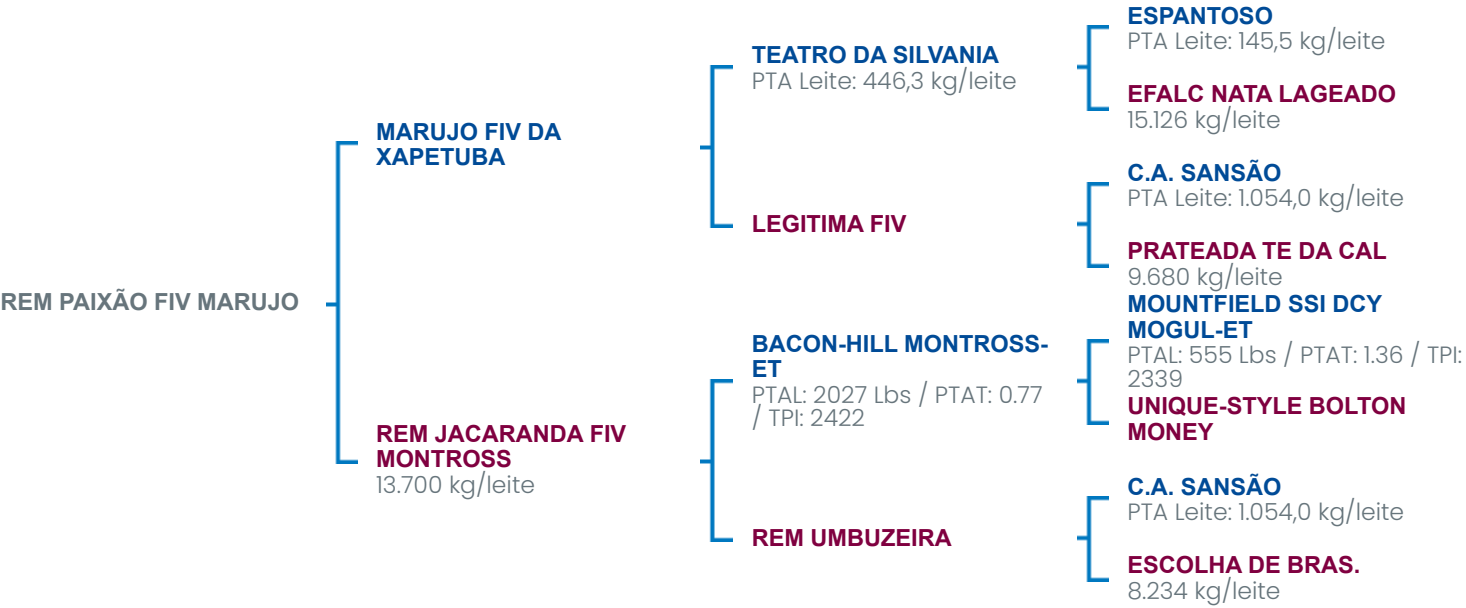 REM PAIXÃO FIV MARUJO
MARUJO FIV DA
XAPETUBA
REM JACARANDA FIV
MONTROSS
13.700 kg/leite
TEATRO DA SILVANIA
PTA Leite: 446,3 kg/leite
LEGITIMA FIV
BACON-HILL MONTROSS-
ET
PTAL: 2027 Lbs / PTAT: 0.77
/ TPI: 2422
REM UMBUZEIRA
ESPANTOSO
PTA Leite: 145,5 kg/leite
EFALC NATA LAGEADO
15.126 kg/leite
C.A. SANSÃO
PTA Leite: 1.054,0 kg/leite
PRATEADA TE DA CAL
9.680 kg/leite
MOUNTFIELD SSI DCY
MOGUL-ET
PTAL: 555 Lbs / PTAT: 1.36 / TPI:
2339
UNIQUE-STYLE BOLTON
MONEY
C.A. SANSÃO
PTA Leite: 1.054,0 kg/leite
ESCOLHA DE BRAS.
8.234 kg/leite